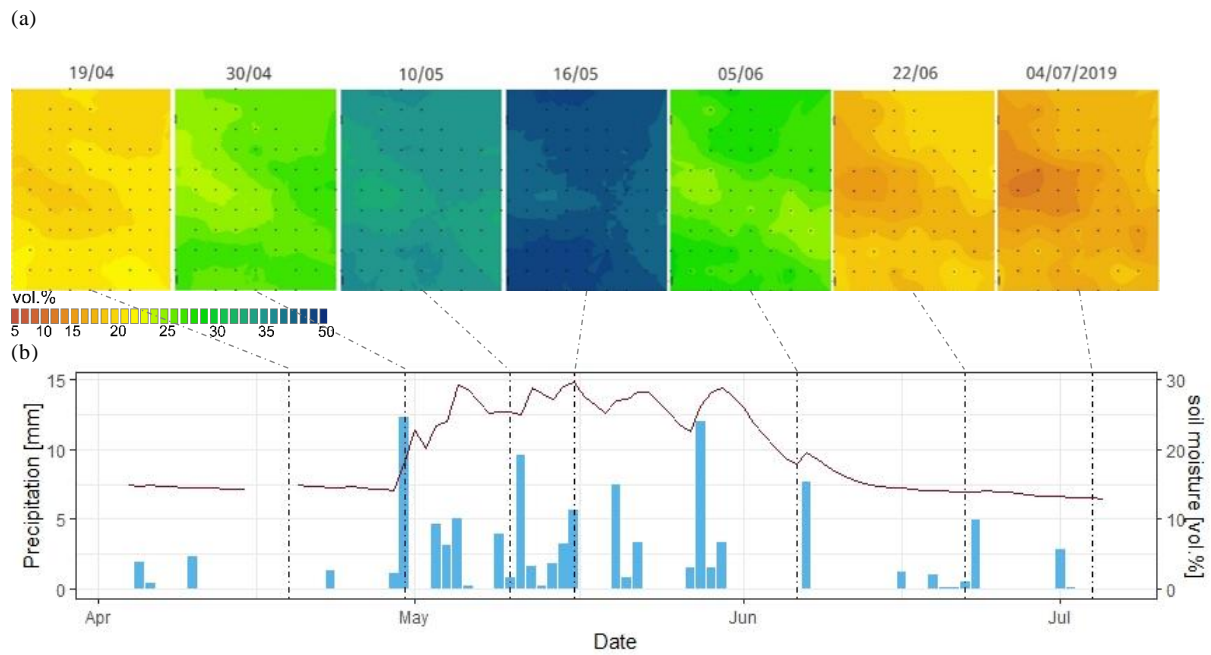 (a)
19/04 30/04 10/05 16/05 05/06 22/06 04/07/2019
vol.%
5 10 15 20 25 30 35 50
(b)
15 30
10 20
5 10
0 0
Precipitation [mm]
soil moisture [vol.%]
Apr May Jun Jul
Date